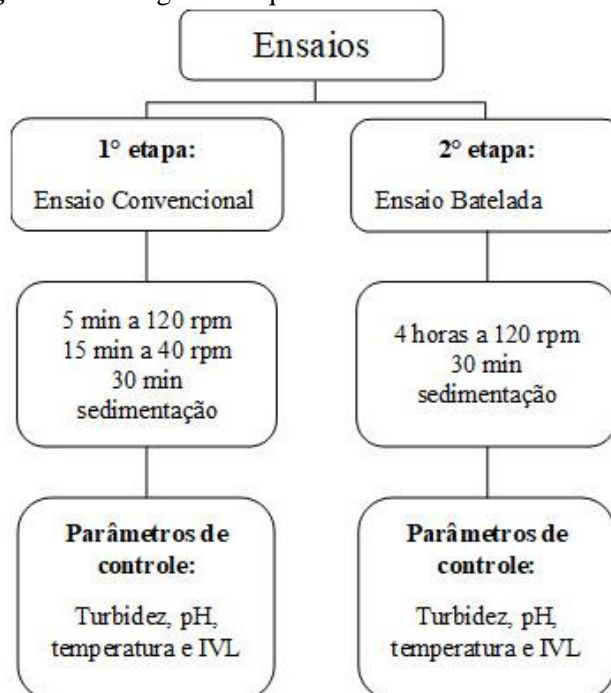 Ensaios
1° etapa:
Ensaio Convencional
2° etapa:
Ensaio Batelada
5 min a 120 rpm
15 min a 40 rpm
30 min
sedimentação
4 horas a 120 rpm
30 min
sedimentação
Parâmetros de
controle:
Turbidez, pH,
temperatura e IVL
Parâmetros de
controle:
Turbidez, pH,
temperatura e IVL